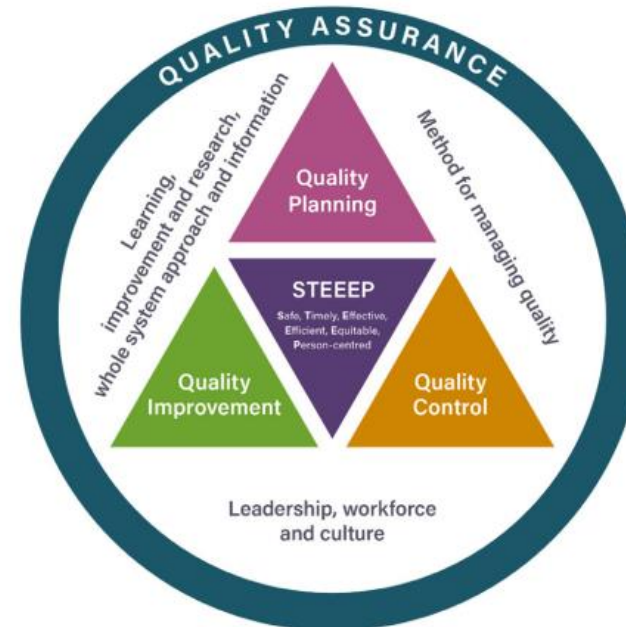 QUALITY ASSURANCE
Learning,
improvement and research,
whole system approach and information
Method for managing quality
Quality
Planning
STEEEP
Safe, Timely, Effective,
Efficient, Equitable,
Person-centred
Quality
Improvement
Quality
Control
Leadership, workforce
and culture